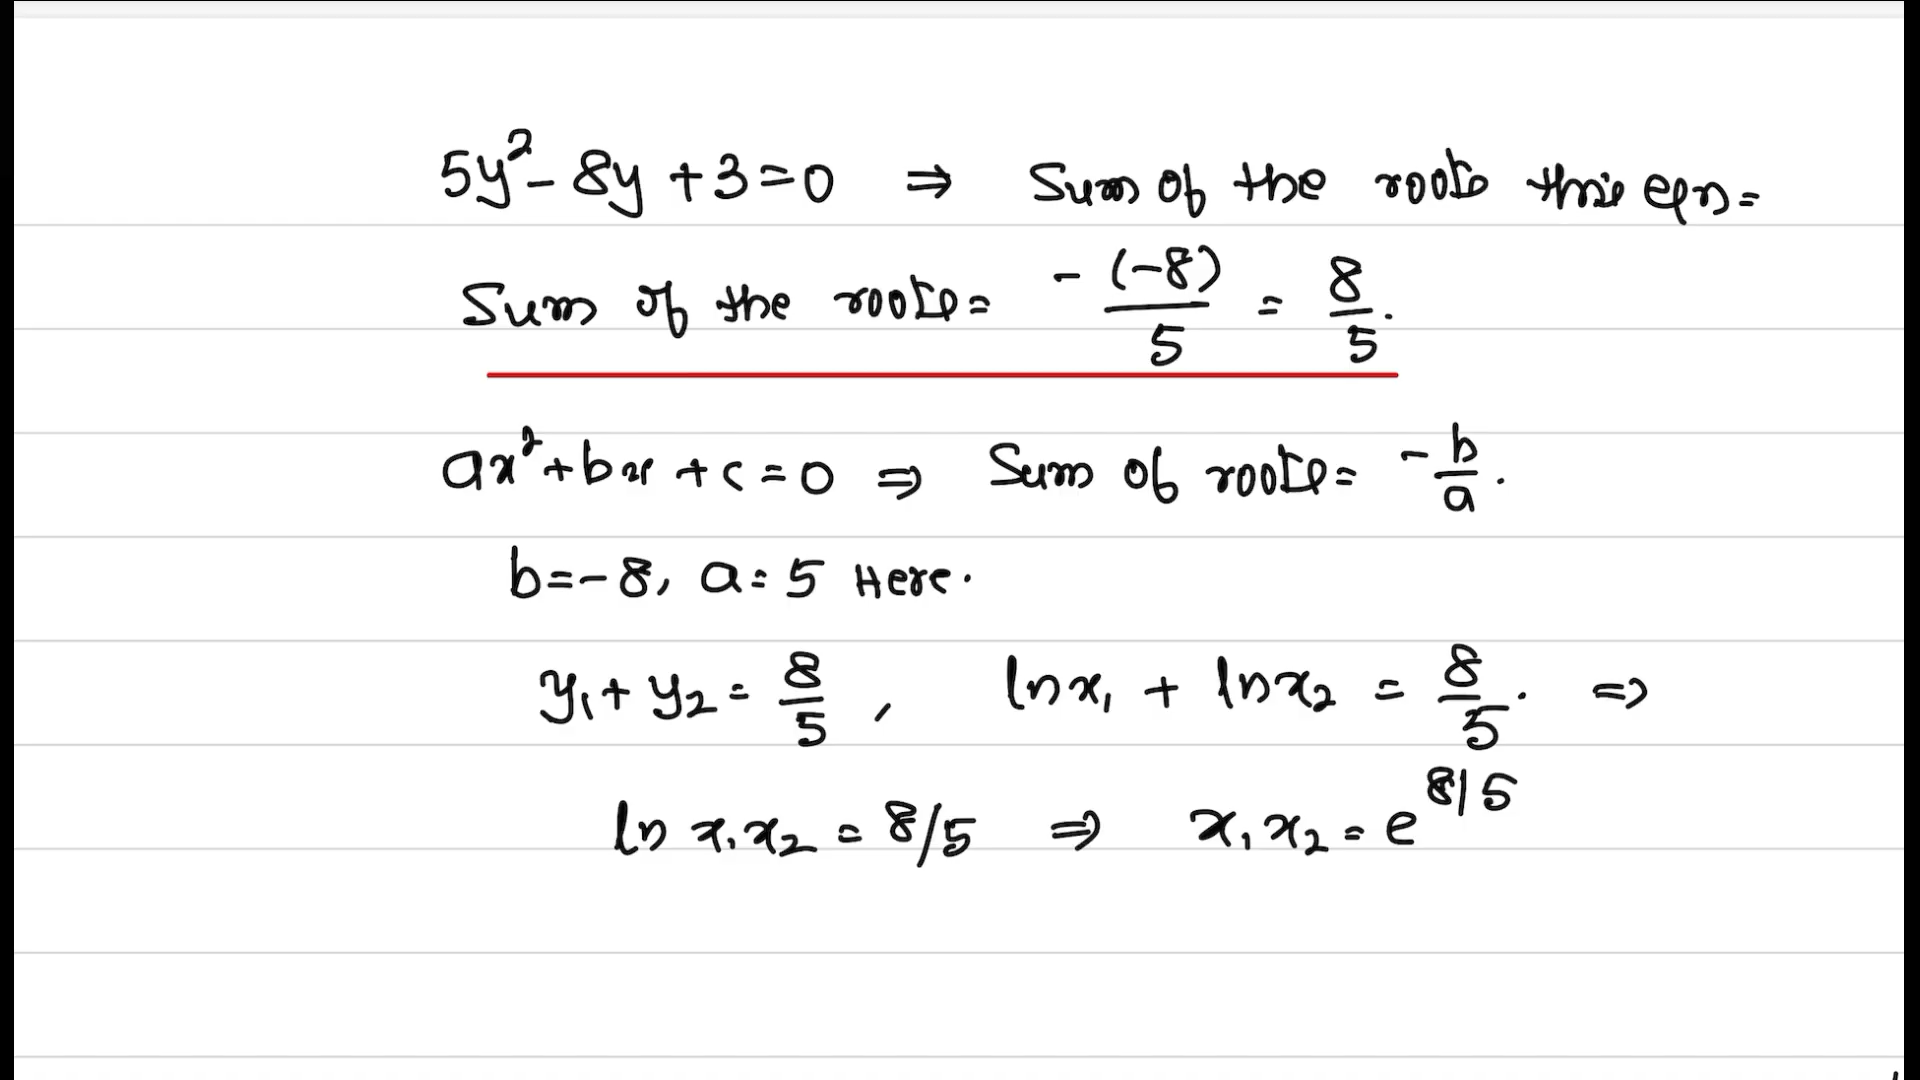 5y² - 8y + 3 = 0 ⇒ Sum of the roots this eqn =
Sum of the roots = -(-8)/5 = 8/5.
ax² + bx + c = 0 ⇒ Sum of roots = -b/a.
b = -8, a = 5 Here.
y₁ + y₂ = 8/5, ln x₁ + ln x₂ = 8/5. ⇒
ln x₁x₂ = 8/5 ⇒ x₁x₂ = e^8/5